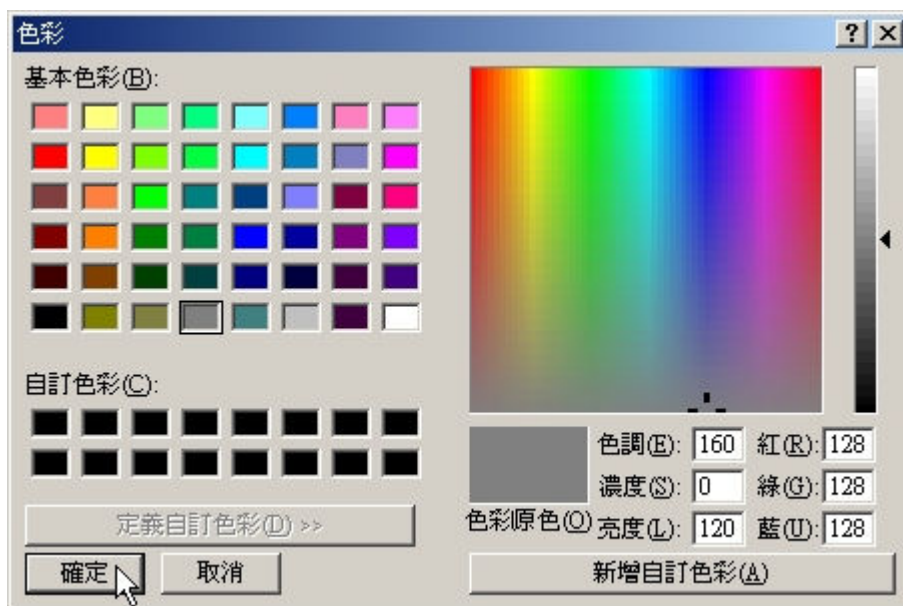 色彩
基本色彩(B):
自訂色彩(C):
定義自訂色彩(D) >>
確定
取消
色彩|原色(O)
色調(E): 160
濃度(S): 0
亮度(L): 120
紅(R): 128
綠(G): 128
藍(U): 128
新增自訂色彩(A)